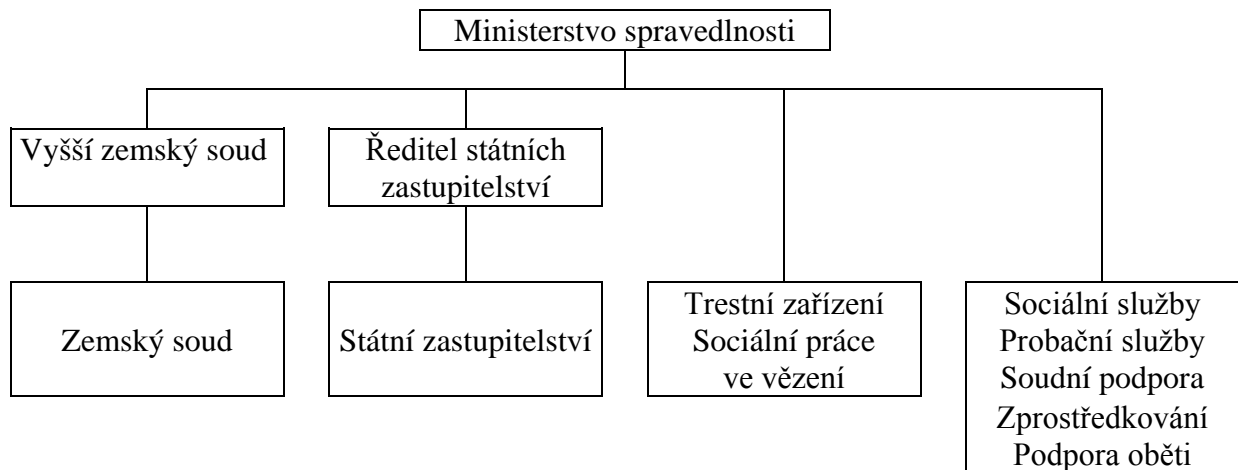 Ministerstvo spravedlnosti
Vyšší zemský soud
Ředitel státních
zastupitelství
Zemský soud
Státní zastupitelství
Trestní zařízení
Sociální práce
ve vězení
Sociální služby
Probační služby
Soudní podpora
Zprostředkování
Podpora oběti